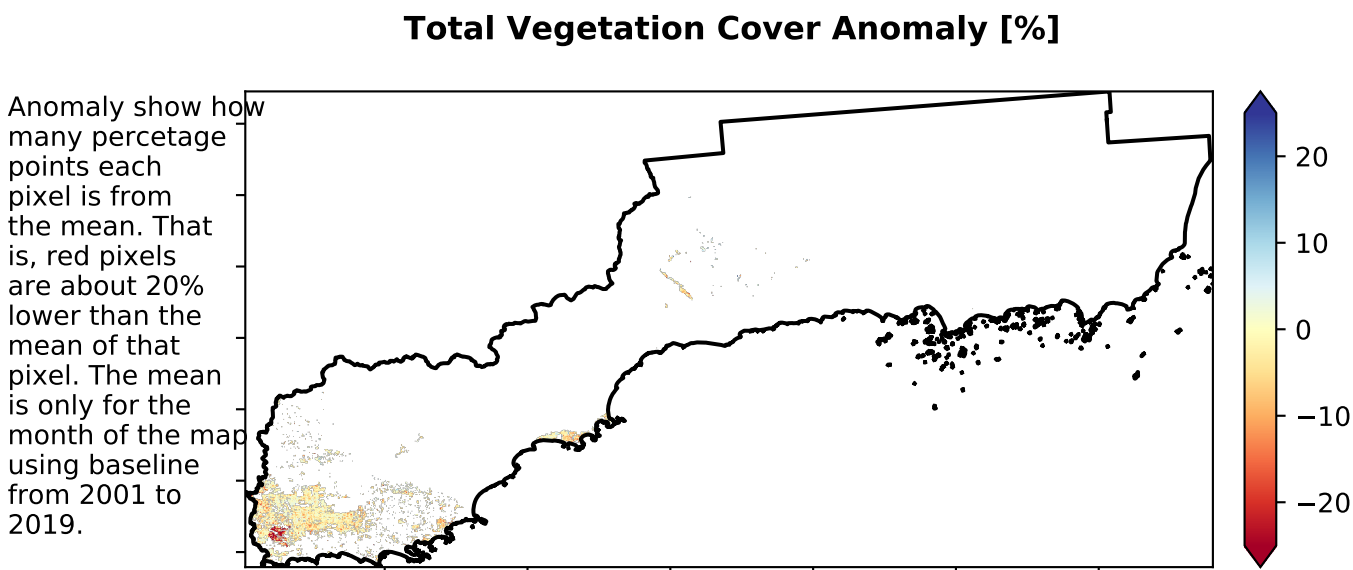 Total Vegetation Cover Anomaly [%]
Anomaly show how
many percetage
points each
pixel is from
the mean. That
is, red pixels
are about 20%
lower than the
mean of that
pixel. The mean
is only for the
month of the map
using baseline
from 2001 to
2019.
20
10
0
−10
−20